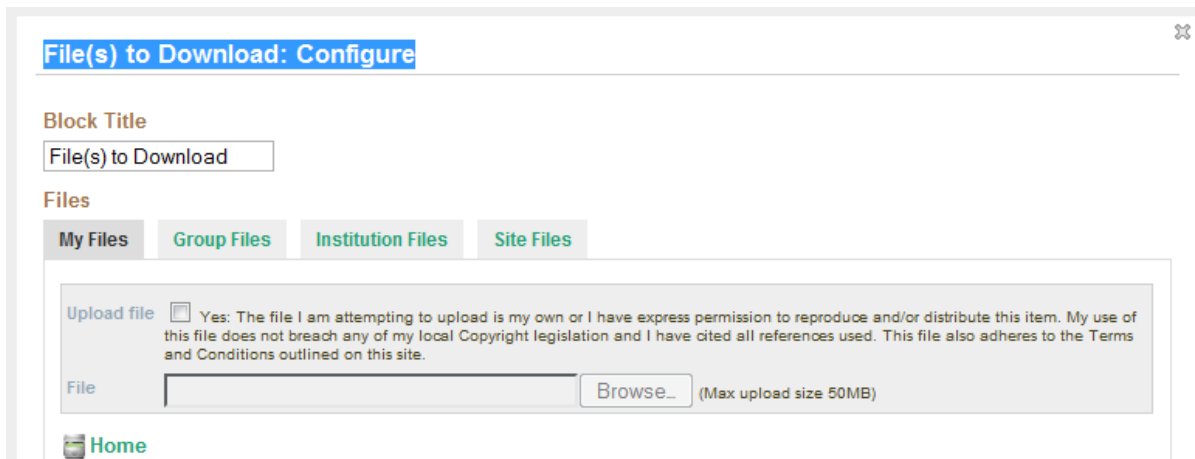 File(s) to Download: Configure
Block Title
File(s) to Download
Files
My Files Group Files Institution Files Site Files
Upload file Yes: The file I am attempting to upload is my own or I have express permission to reproduce and/or distribute this item. My use of
this file does not breach any of my local Copyright legislation and I have cited all references used. This file also adheres to the Terms
and Conditions outlined on this site.
File Browse... (Max upload size 50MB)
Home